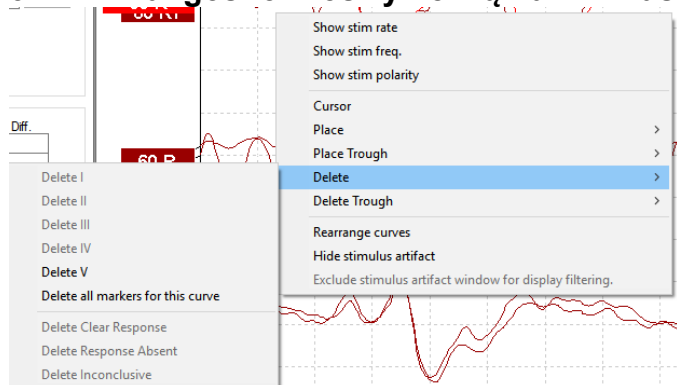 Show stim rate
Show stim freq.
Show stim polarity
Cursor
Place
Place Trough
Delete
Delete Trough
Rearrange curves
Hide stimulus artifact
Exclude stimulus artifact window for display filtering.
Diff.
Delete I
Delete II
Delete III
Delete IV
Delete V
Delete all markers for this curve
Delete Clear Response
Delete Response Absent
Delete Inconclusive